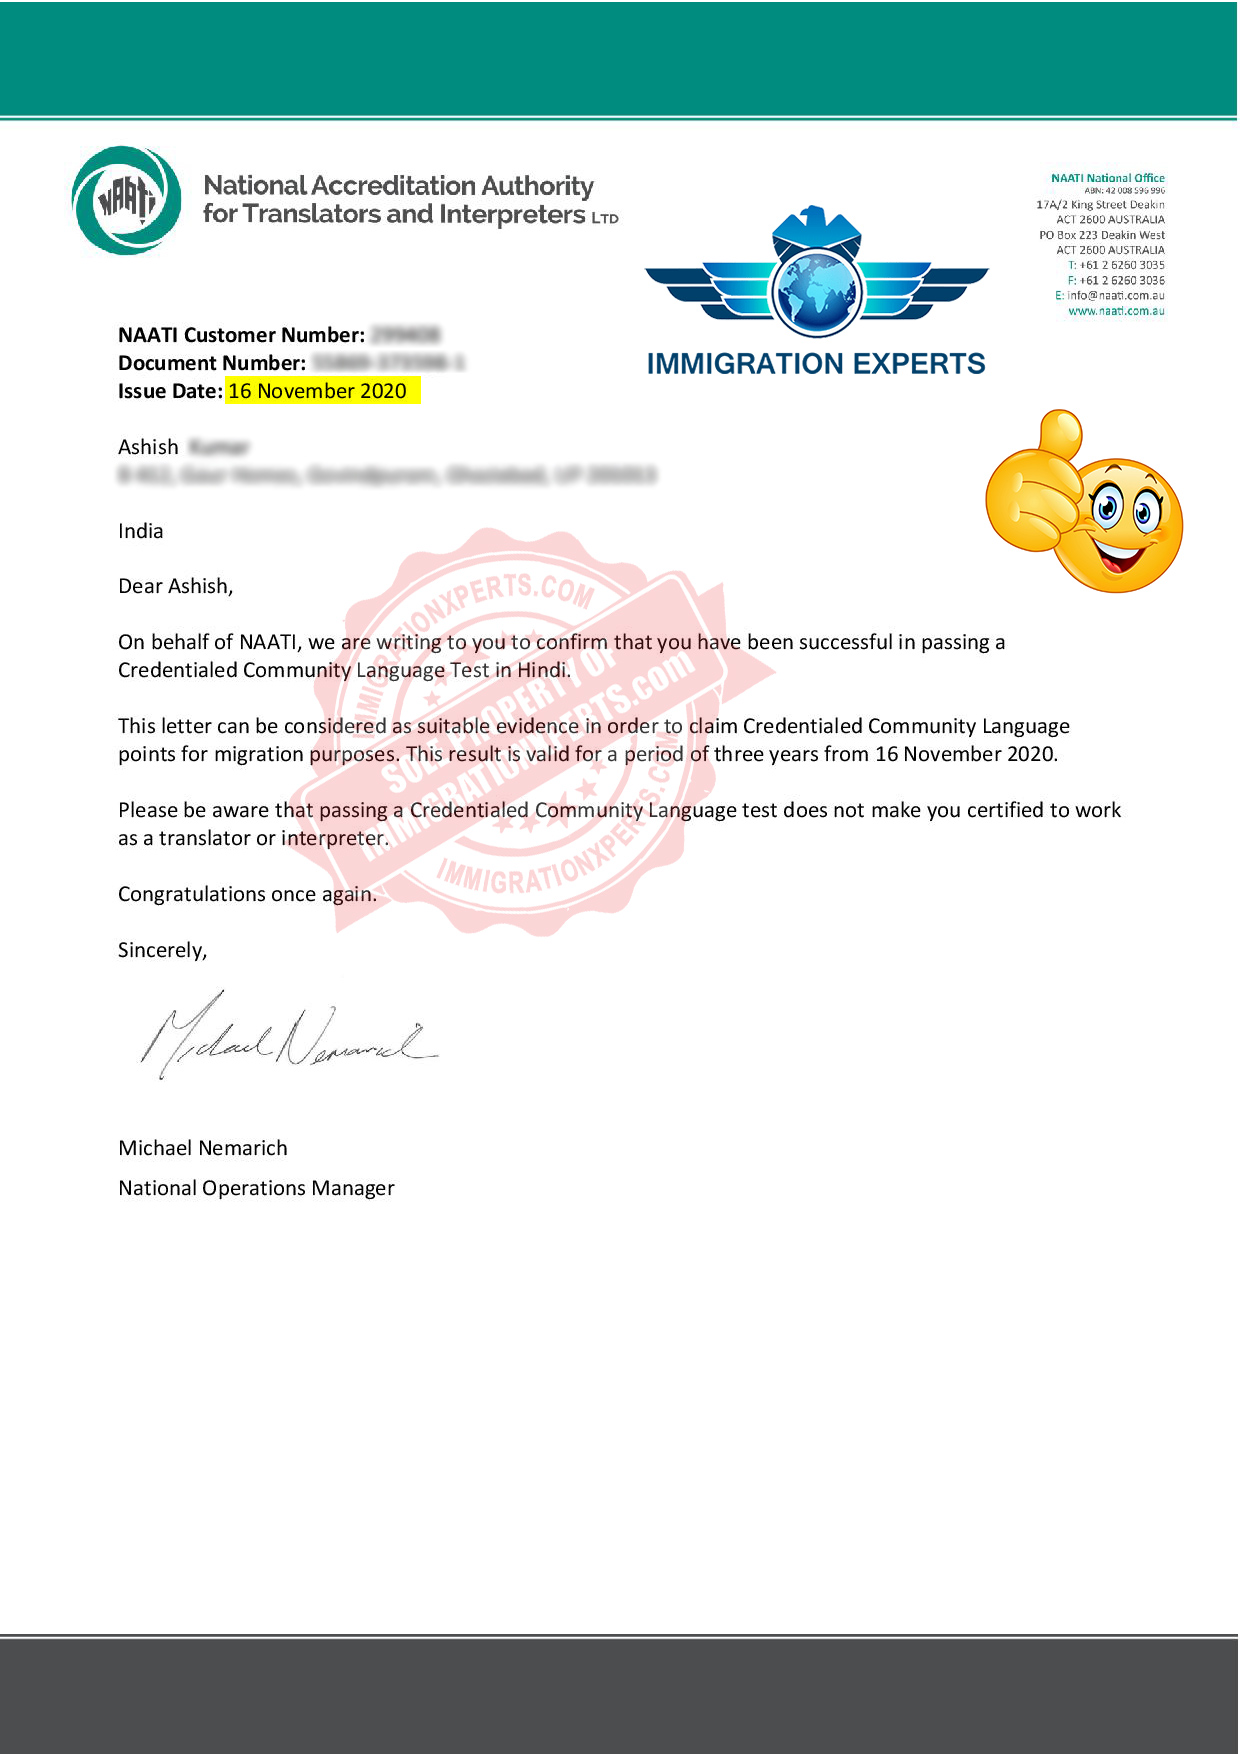 NAATI
National Accreditation Authority
for Translators and Interpreters LTD
NAATI National Office
ABN: 42 008 596 996
17A/2 King Street Deakin
ACT 2600 AUSTRALIA
PO Box 223 Deakin West
ACT 2600 AUSTRALIA
T: +61 2 6260 3035
F: +61 2 6260 3036
E: info@naati.com.au
www.naati.com.au
IMMIGRATION EXPERTS
NAATI Customer Number:
Document Number:
Issue Date: 16 November 2020
Ashish
India
Dear Ashish,
On behalf of NAATI, we are writing to you to confirm that you have been successful in passing a
Credentialed Community Language Test in Hindi.
This letter can be considered as suitable evidence in order to claim Credentialed Community Language
points for migration purposes. This result is valid for a period of three years from 16 November 2020.
Please be aware that passing a Credentialed Community Language test does not make you certified to work
as a translator or interpreter.
Congratulations once again.
Sincerely,
Michael Nemarich
Michael Nemarich
National Operations Manager
IMMIGRATIONXPERTS.COM
SOLE PROPERTY OF
IMMIGRATIONXPERTS.com
IMMIGRATIONXPERTS.COM